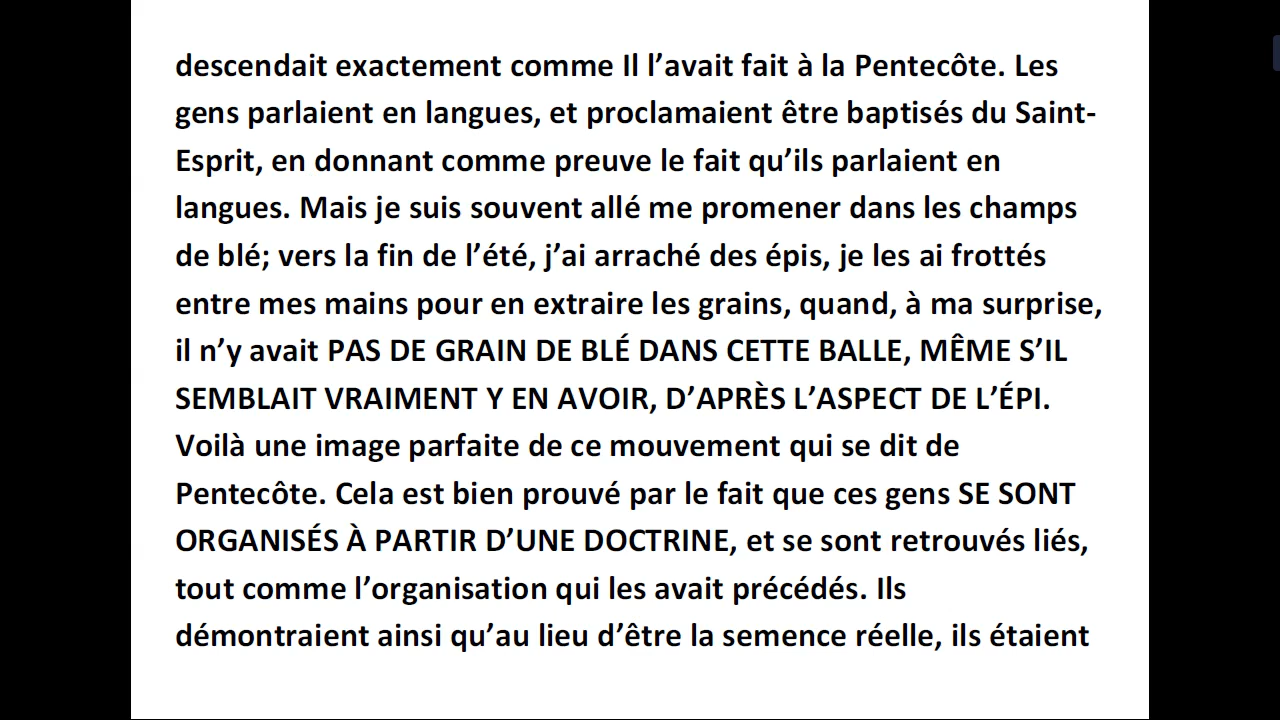 descendait exactement comme Il l’avait fait à la Pentecôte. Les
gens parlaient en langues, et proclamaient être baptisés du Saint-
Esprit, en donnant comme preuve le fait qu’ils parlaient en
langues. Mais je suis souvent allé me promener dans les champs
de blé; vers la fin de l’été, j’ai arraché des épis, je les ai frottés
entre mes mains pour en extraire les grains, quand, à ma surprise,
il n’y avait PAS DE GRAIN DE BLÉ DANS CETTE BALLE, MÊME S’IL
SEMBLAIT VRAIMENT Y EN AVOIR, D’APRÈS L’ASPECT DE L’ÉPI.
Voilà une image parfaite de ce mouvement qui se dit de
Pentecôte. Cela est bien prouvé par le fait que ces gens SE SONT
ORGANISÉS À PARTIR D’UNE DOCTRINE, et se sont retrouvés liés,
tout comme l’organisation qui les avait précédés. Ils
démontraient ainsi qu’au lieu d’être la semence réelle, ils étaient